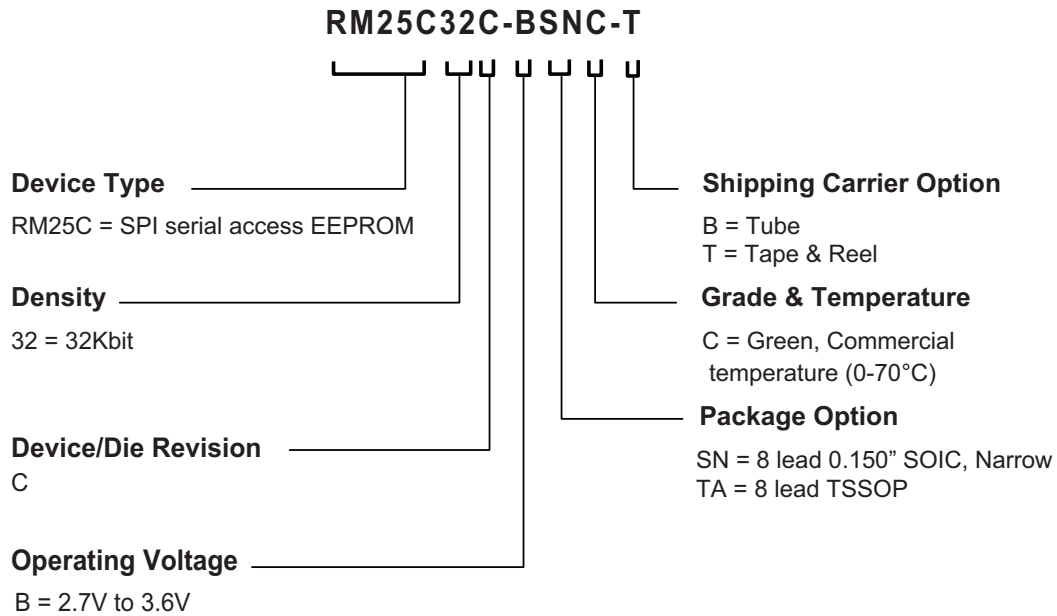 RM25C32C-BSNC-T
Device Type
RM25C = SPI serial access EEPROM
Density
32 = 32Kbit
Device/Die Revision
C
Operating Voltage
B = 2.7V to 3.6V
Shipping Carrier Option
B = Tube
T = Tape & Reel
Grade & Temperature
C = Green, Commercial
temperature (0-70°C)
Package Option
SN = 8 lead 0.150” SOIC, Narrow
TA = 8 lead TSSOP